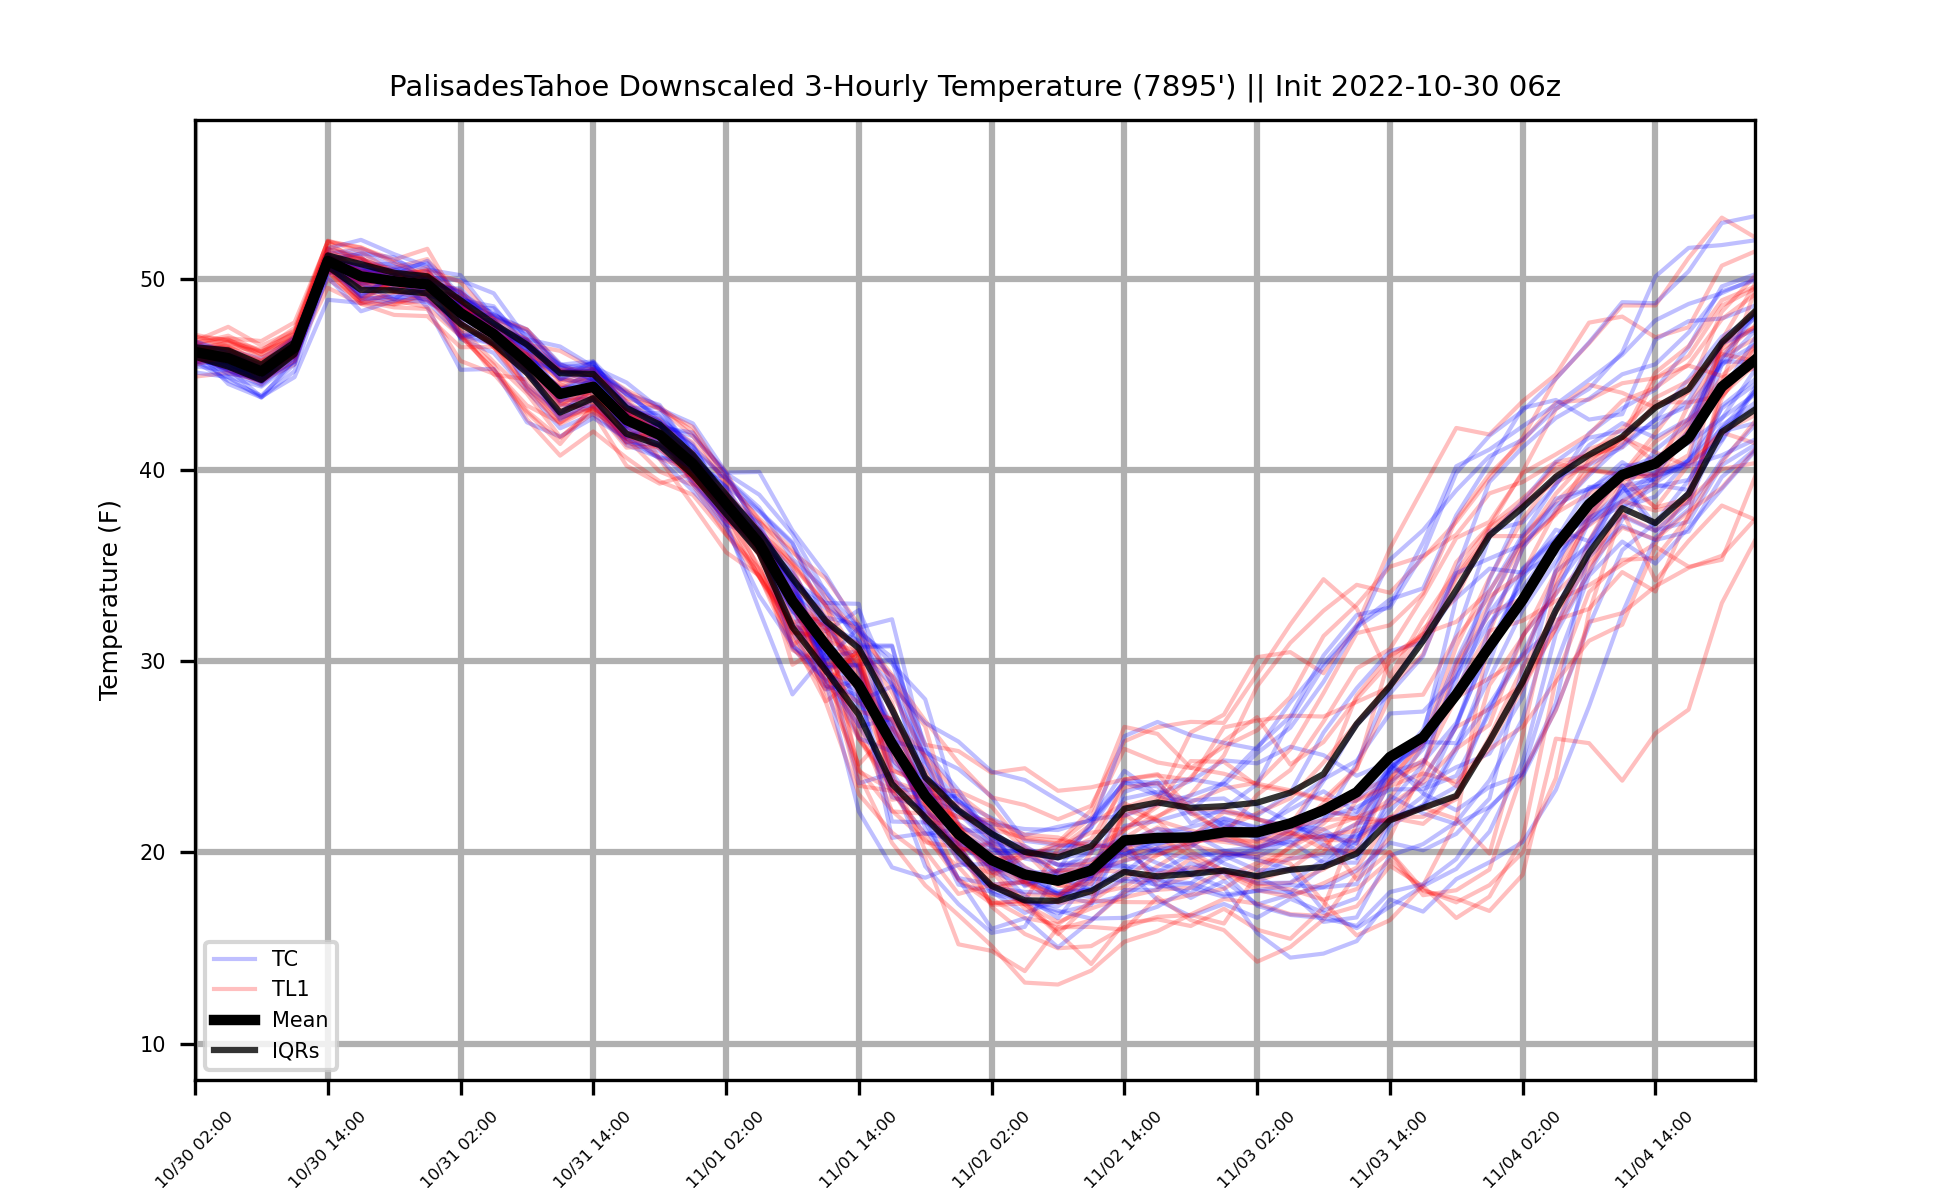 PalisadesTahoe Downscaled 3-Hourly Temperature (7895') || Init 2022-10-30 06z
Temperature (F)
50
40
30
20
10
TC
TL1
Mean
IQRs
10/30 02:00
10/30 14:00
10/31 02:00
10/31 14:00
11/01 02:00
11/01 14:00
11/02 02:00
11/02 14:00
11/03 02:00
11/03 14:00
11/04 02:00
11/04 14:00